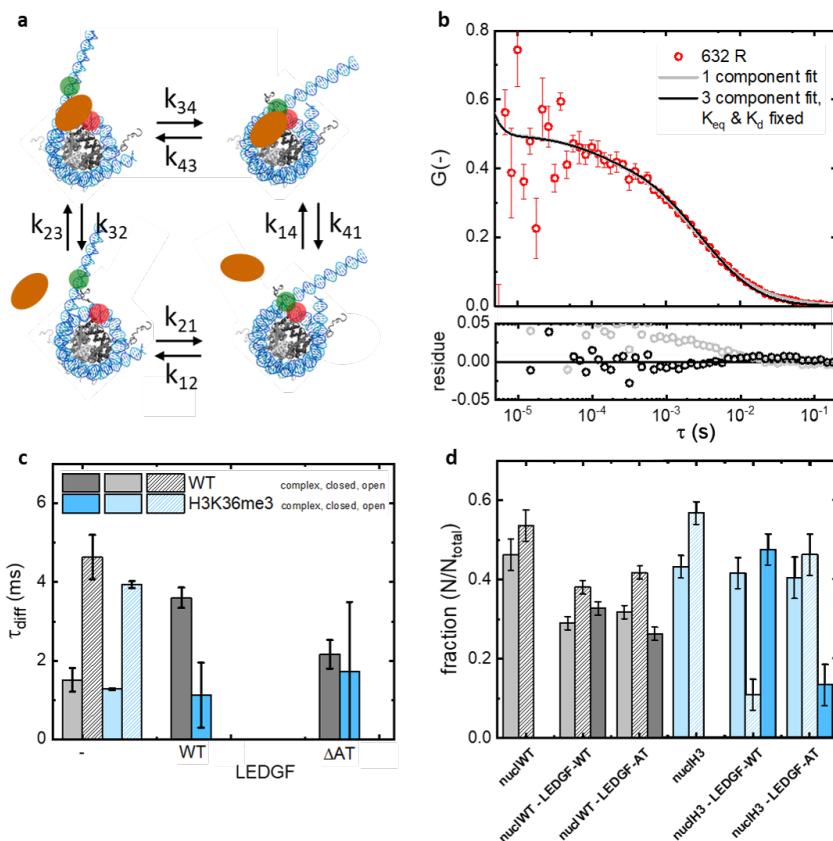 a
k34
k43
k23
k32
k14
k41
k21
k12
b
0.8
0.6
0.4
0.2
0.0
G(-)
632 R
1 component fit
3 component fit,
Keq & Kd fixed
0.05
0.00
-0.05
residue
10-5
10-4
10-3
10-2
10-1
τ (s)
c
6
4
2
0
τdiff (ms)
WT complex, closed, open
H3K36me3 complex, closed, open
-
WT
ΔAT
LEDGF
d
0.8
0.6
0.4
0.2
0.0
fraction (N/Ntotal)
nuclWT
nuclWT - LEDGF-WT
nuclWT - LEDGF-AT
nuclH3
nuclH3 - LEDGF-WT
nuclH3 - LEDGF-AT